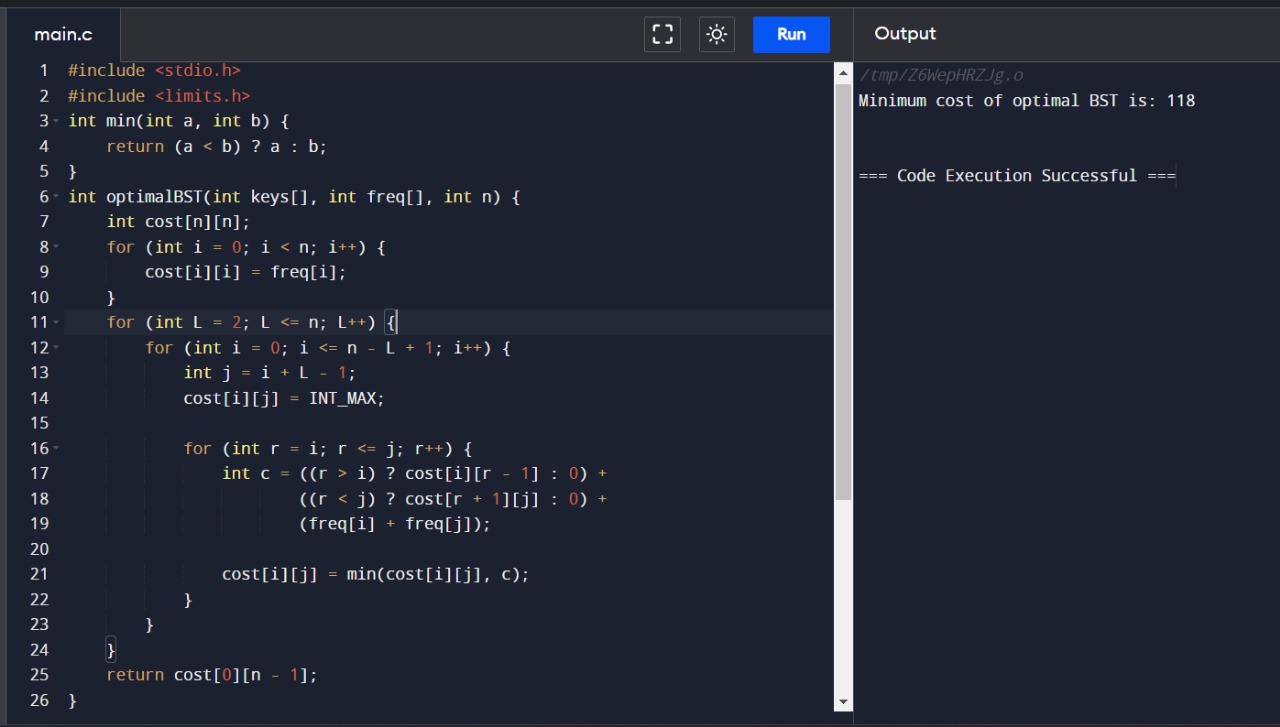 main.c
Run
Output
1 #include <stdio.h>
2 #include <limits.h>
3 int min(int a, int b) {
4     return (a < b) ? a : b;
5 }
6 int optimalBST(int keys[], int freq[], int n) {
7     int cost[n][n];
8     for (int i = 0; i < n; i++) {
9         cost[i][i] = freq[i];
10     }
11     for (int L = 2; L <= n; L++) {
12         for (int i = 0; i <= n - L + 1; i++) {
13             int j = i + L - 1;
14             cost[i][j] = INT_MAX;
15
16             for (int r = i; r <= j; r++) {
17                 int c = ((r > i) ? cost[i][r - 1] : 0) +
18                         ((r < j) ? cost[r + 1][j] : 0) +
19                         (freq[i] + freq[j]);
20
21                 cost[i][j] = min(cost[i][j], c);
22             }
23         }
24     }
25     return cost[0][n - 1];
26 }
/tmp/Z6WepHRZJg.o
Minimum cost of optimal BST is: 118
=== Code Execution Successful ===